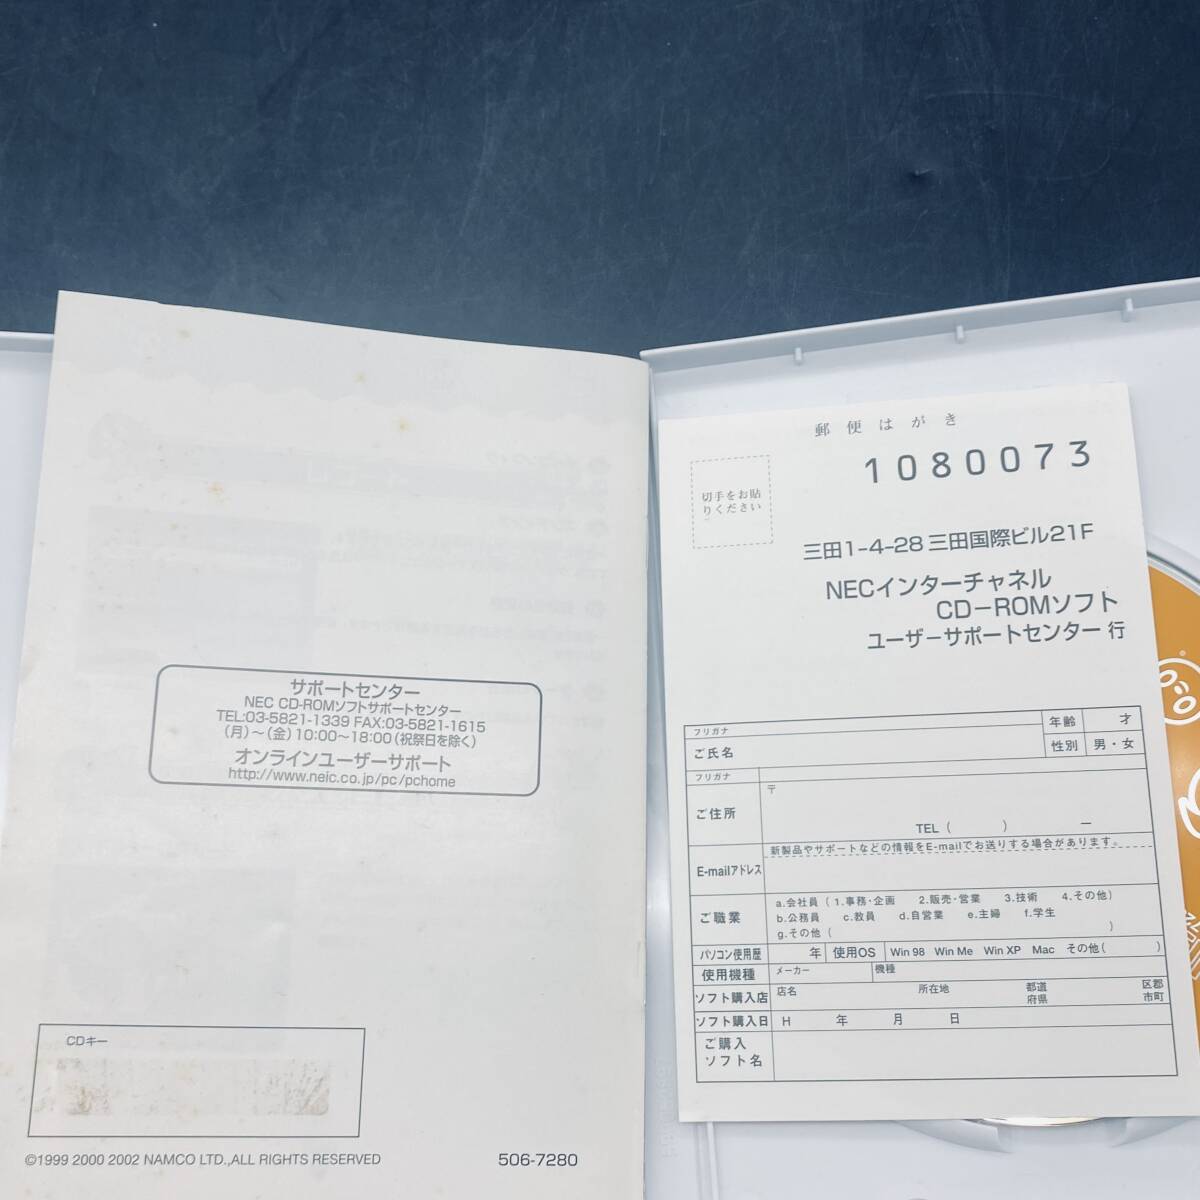 サポートセンター
NEC CD-ROMソフトサポートセンター
TEL:03-5821-1339 FAX:03-5821-1615
(月)～(金)10:00～18:00(祝祭日を除く)
オンラインユーザーサポート
http://www.neic.co.jp/pc/pchome
CDキー
©1999 2000 2002 NAMCO LTD.,ALL RIGHTS RESERVED
506-7280
郵便はがき
1080073
切手をお貼
りください
三田1-4-28 三田国際ビル21F
NECインターチャネル
CD-ROMソフト
ユーザーサポートセンター 行
フリガナ
ご氏名
年齢 才
性別 男・女
フリガナ
ご住所 〒
TEL ( ) ー
E-mailアドレス 新製品やサポートなどの情報をE-mailでお送りする場合があります。
ご職業 a.会社員 ( 1.事務・企画 2.販売・営業 3.技術 4.その他)
b.公務員 c.教員 d.自営業 e.主婦 f.学生
g.その他 ( )
パソコン使用歴 年 使用OS Win 98 Win Me Win XP Mac その他( )
使用機種 メーカー 機種
ソフト購入店 店名 所在地 都道府県 区郡市町
ソフト購入日 H 年 月 日
ご購入
ソフト名